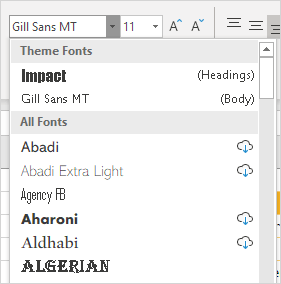 Gill Sans MT 11 A A
Theme Fonts
Impact (Headings)
Gill Sans MT (Body)
All Fonts
Abadi
Abadi Extra Light
Agency FB
Aharoni
Aldhabi
ALGERIAN